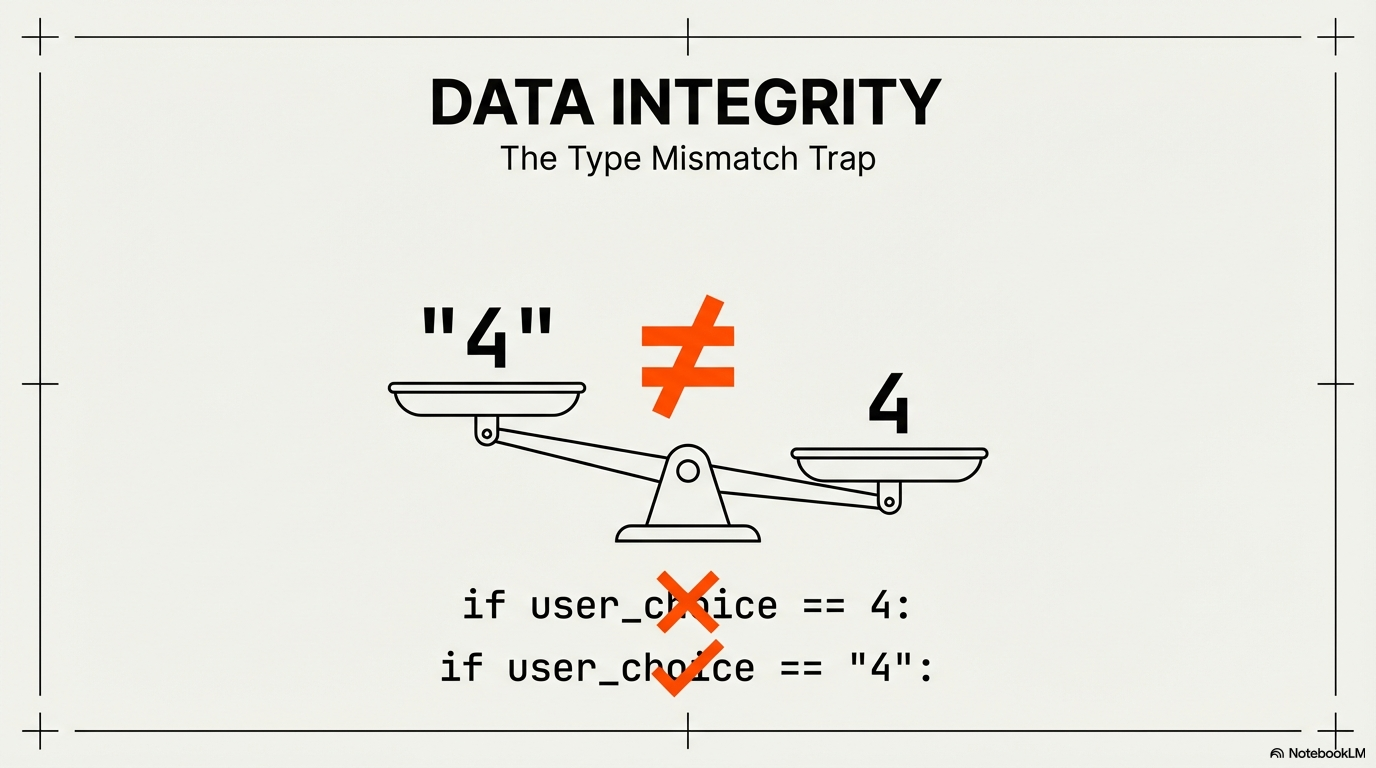 DATA INTEGRITY
The Type Mismatch Trap
"4"
≠
4
if user_choice == 4:
if user_choice == "4":
NotebookLM